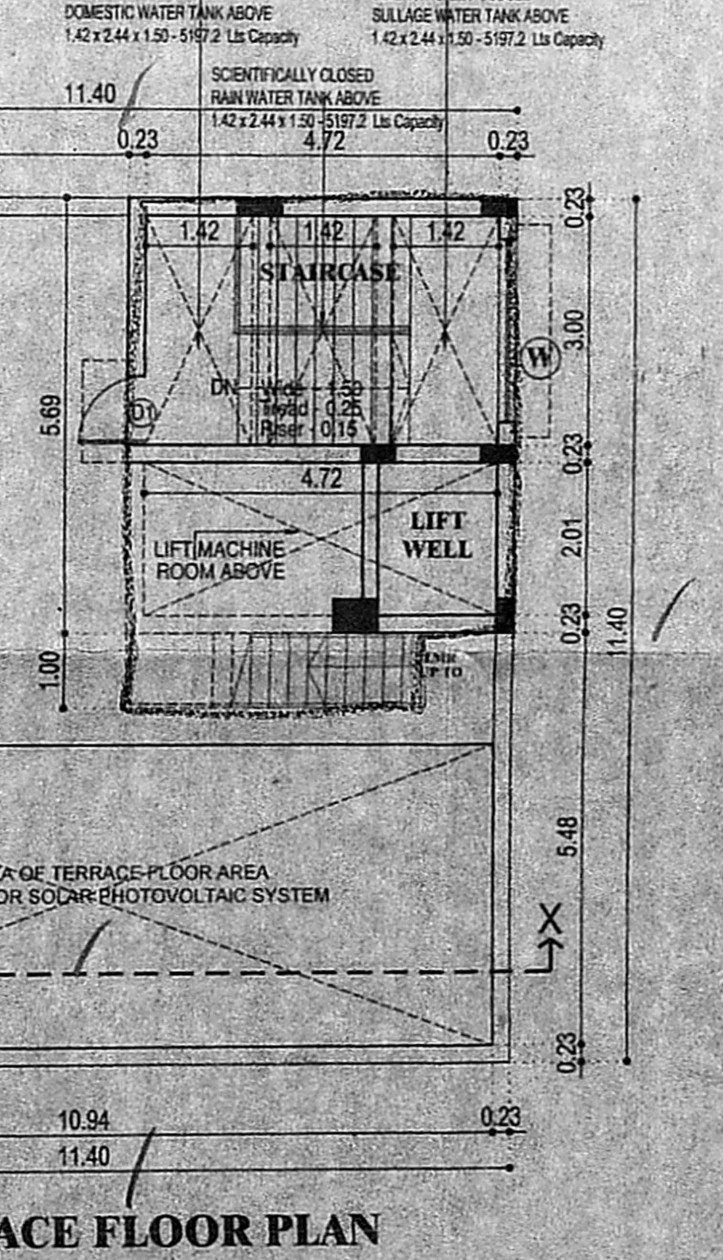 DOMESTIC WATER TANK ABOVE
1.42 x 2.44 x 1.50 - 5197.2 Lts Capacity
SULLAGE WATER TANK ABOVE
1.42 x 2.44 x 1.50 - 5197.2 Lts Capacity
SCIENTIFICALLY CLOSED
RAIN WATER TANK ABOVE
1.42 x 2.44 x 1.50 - 5197.2 Lts Capacity
11.40
0.23
4.72
0.23
0.23
1.42
1.42
1.42
STAIRCASE
3.00
W
5.69
D1
DN
Wide -
Tread - 0.25
Riser - 0.15
0.23
4.72
LIFT
WELL
LIFT MACHINE
ROOM ABOVE
2.01
0.23
11.40
1.00
UP TO
5.48
OF TERRACE FLOOR AREA
OR SOLAR PHOTOVOLTAIC SYSTEM
X
0.23
10.94
0.23
11.40
ACE FLOOR PLAN